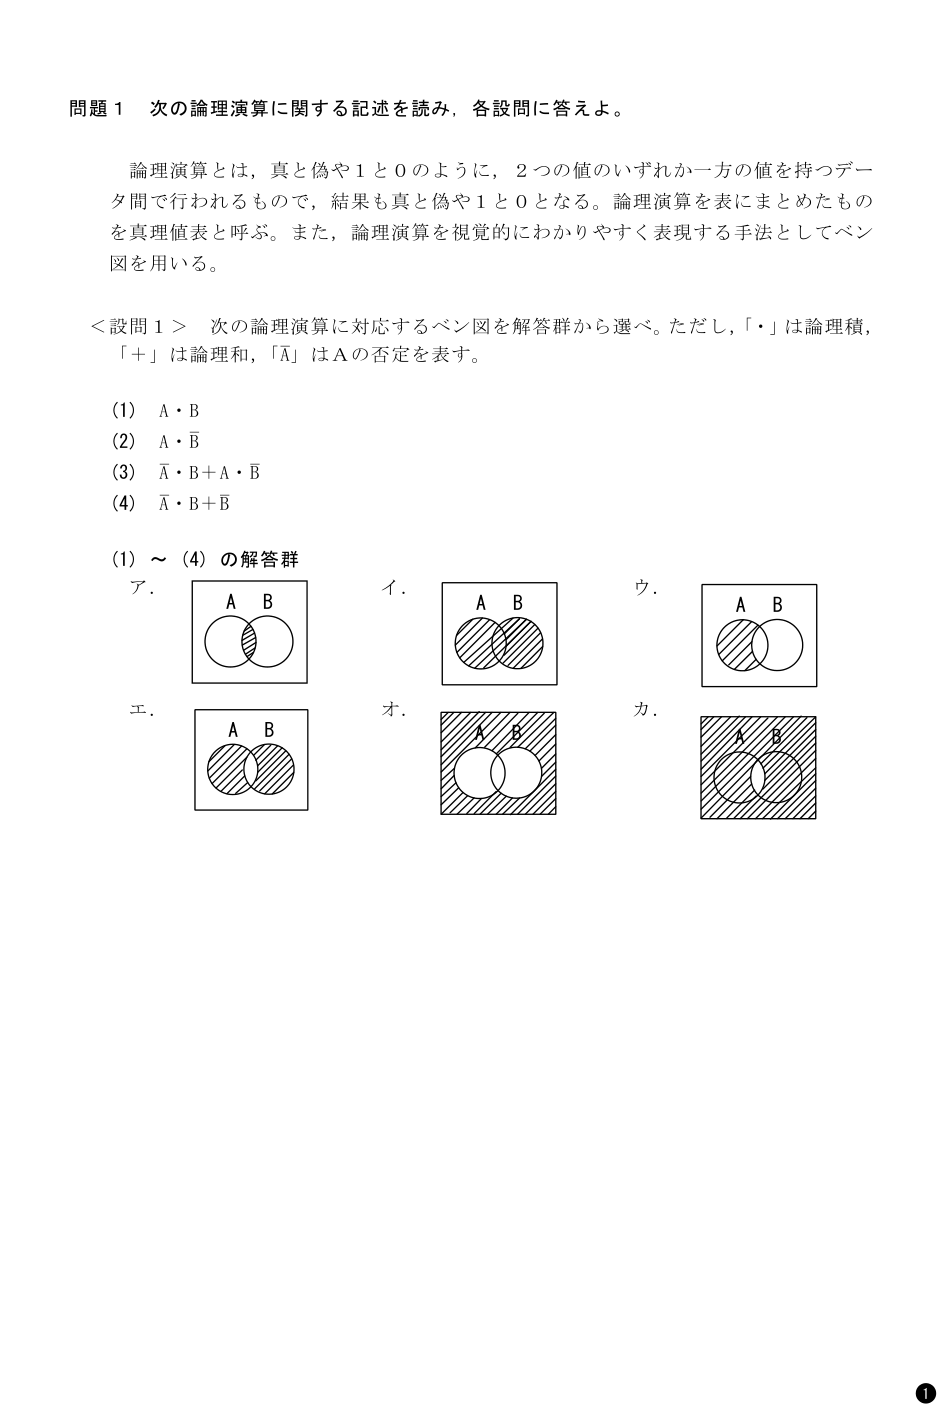 問題１　次の論理演算に関する記述を読み，各設問に答えよ。
論理演算とは，真と偽や１と０のように，２つの値のいずれか一方の値を持つデー
タ間で行われるもので，結果も真と偽や１と０となる。論理演算を表にまとめたもの
を真理値表と呼ぶ。また，論理演算を視覚的にわかりやすく表現する手法としてベン
図を用いる。
＜設問１＞　次の論理演算に対応するベン図を解答群から選べ。ただし，「・」は論理積，
「＋」は論理和，「A̅」はＡの否定を表す。
(1)　A・B
(2)　A・B̅
(3)　A̅・B＋A・B̅
(4)　A̅・B＋B̅
(1) ～ (4) の解答群
ア．　イ．　ウ．
A B　A B　A B
エ．　オ．　カ．
A B　A B　A B
1